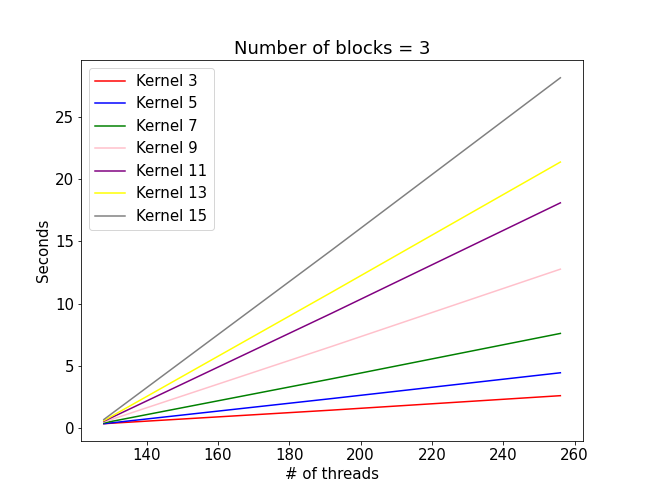 Number of blocks = 3
Kernel 3
Kernel 5
Kernel 7
Kernel 9
Kernel 11
Kernel 13
Kernel 15
Seconds
25
20
15
10
5
0
140 160 180 200 220 240 260
# of threads